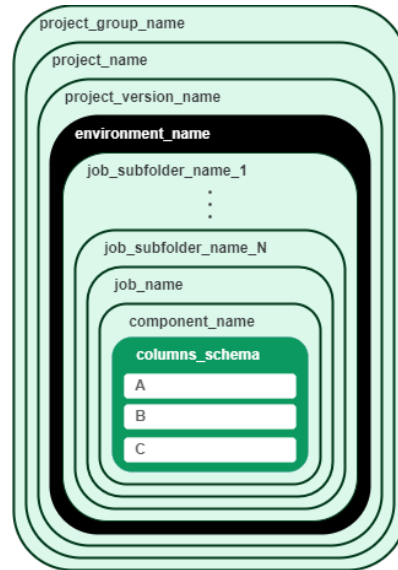 project_group_name
project_name
project_version_name
environment_name
job_subfolder_name_1
job_subfolder_name_N
job_name
component_name
columns_schema
A
B
C